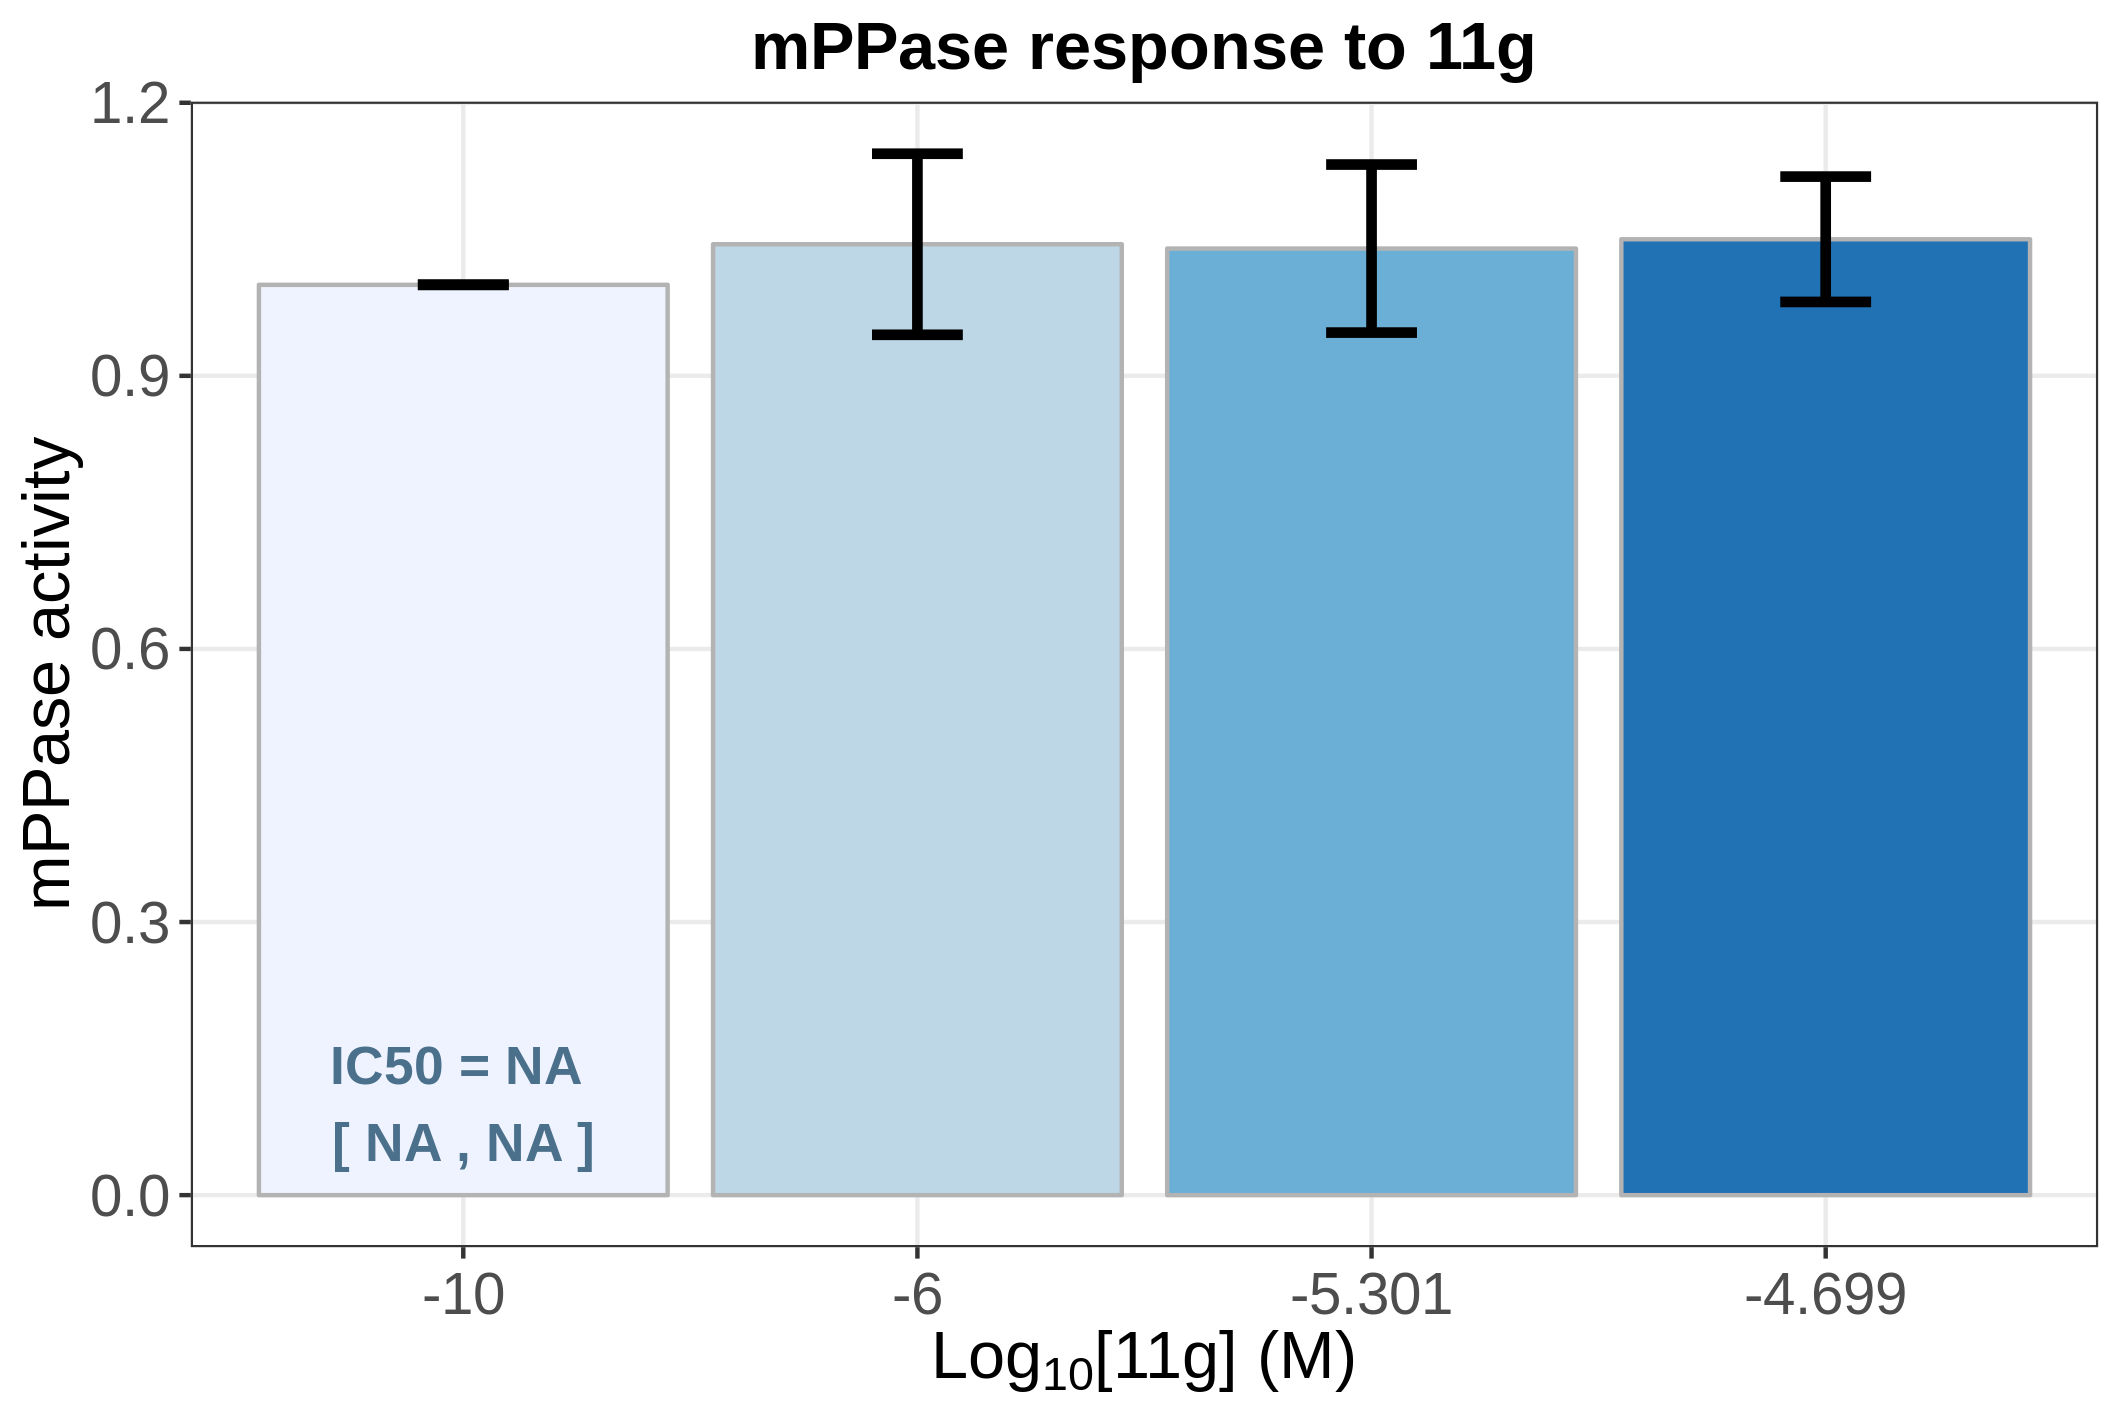 mPPase response to 11g
1.2
0.9
0.6
0.3
0.0
mPPase activity
IC50 = NA
[ NA , NA ]
-10 -6 -5.301 -4.699
Log₁₀[11g] (M)